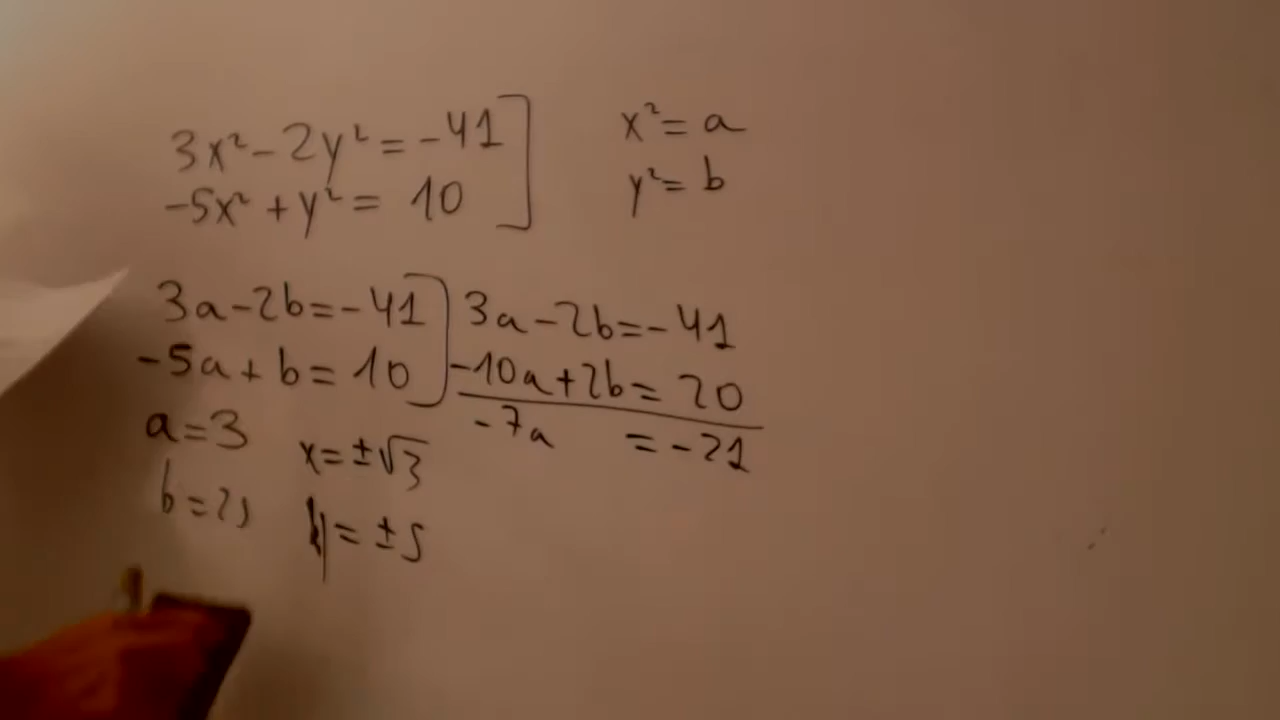 3x² - 2y² = -41
-5x² + y² = 10
x² = a
y² = b
3a - 2b = -41
-5a + b = 10
3a - 2b = -41
-10a + 2b = 20
-7a = -21
a = 3
b = 25
x = ±√3
y = ±5